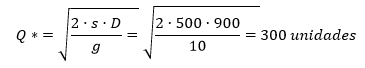 Q * = √(2 · s · D / g) = √(2 · 500 · 900 / 10) = 300 unidades